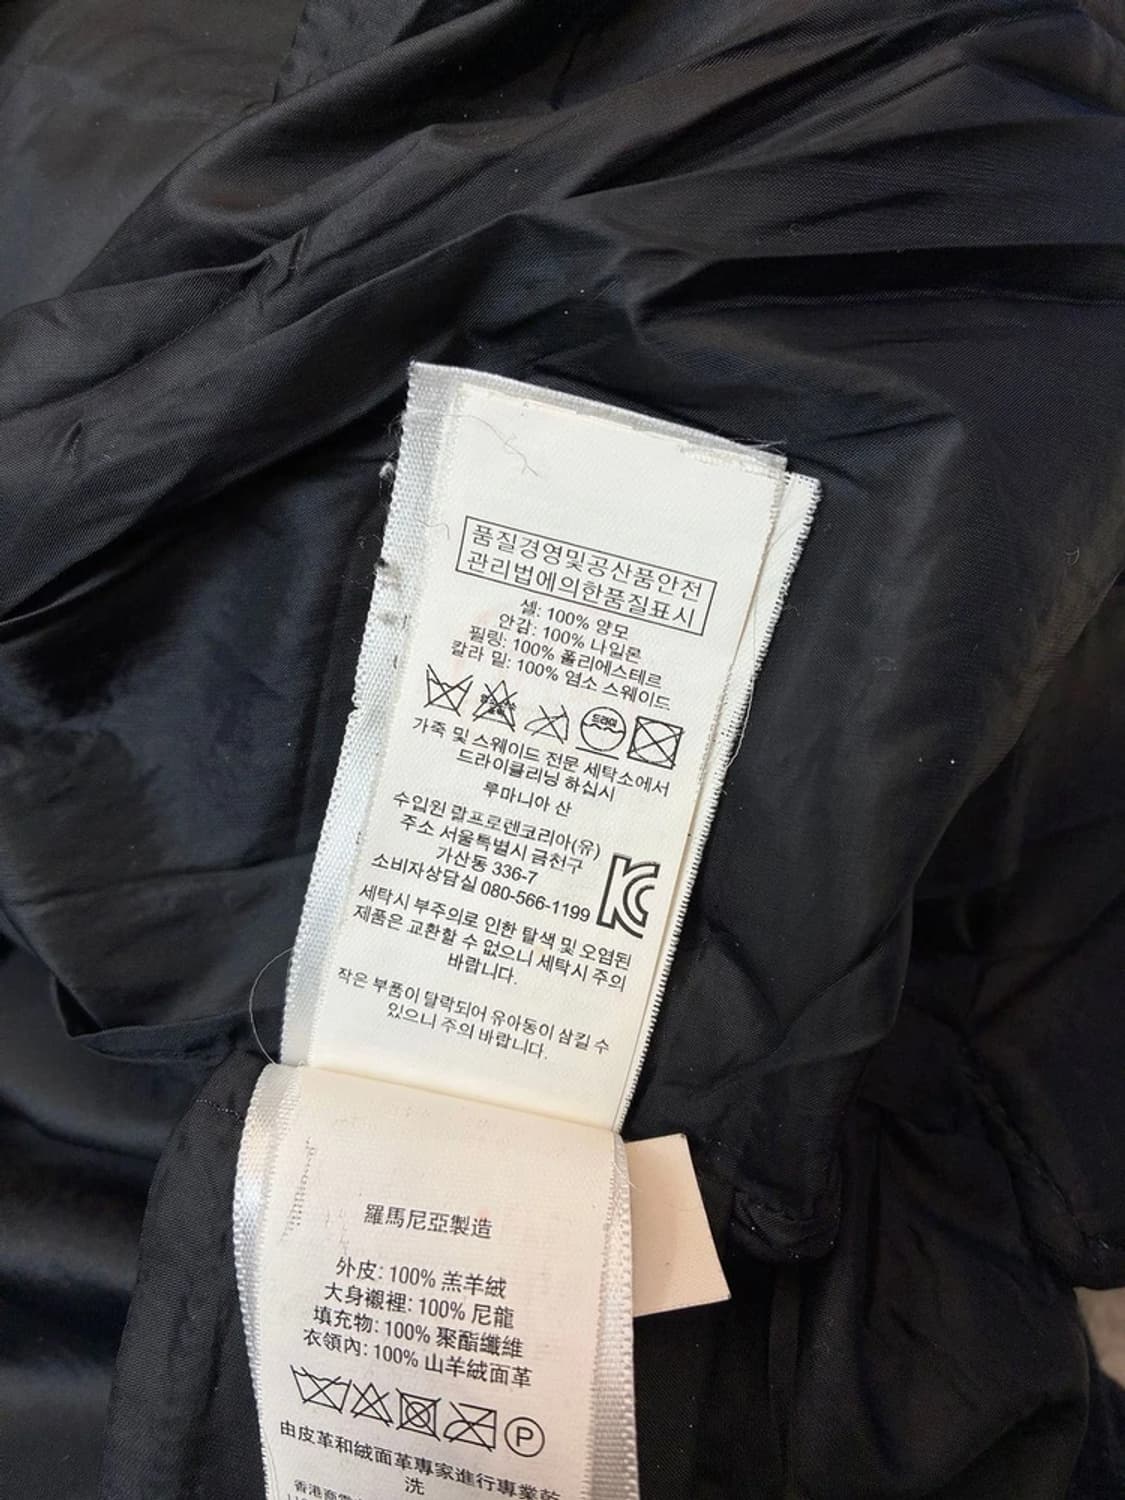 품질경영및공산품안전
관리법에의한품질표시
셸: 100% 양모
안감: 100% 나일론
필링: 100% 폴리에스테르
칼라 밑: 100% 염소 스웨이드
드라이
가죽 및 스웨이드 전문 세탁소에서
드라이클리닝 하십시
루마니아 산
수입원 랄프로렌코리아(유)
주소 서울특별시 금천구
가산동 336-7
소비자상담실 080-566-1199
세탁시 부주의로 인한 탈색 및 오염된
제품은 교환할 수 없으니 세탁시 주의
바랍니다.
작은 부품이 탈락되어 유아동이 삼킬 수
있으니 주의 바랍니다.
羅馬尼亞製造
外皮: 100% 羔羊絨
大身襯裡: 100% 尼龍
填充物: 100% 聚酯纖維
衣領內: 100% 山羊絨面革
P
由皮革和絨面革專家進行專業乾
洗
香港商